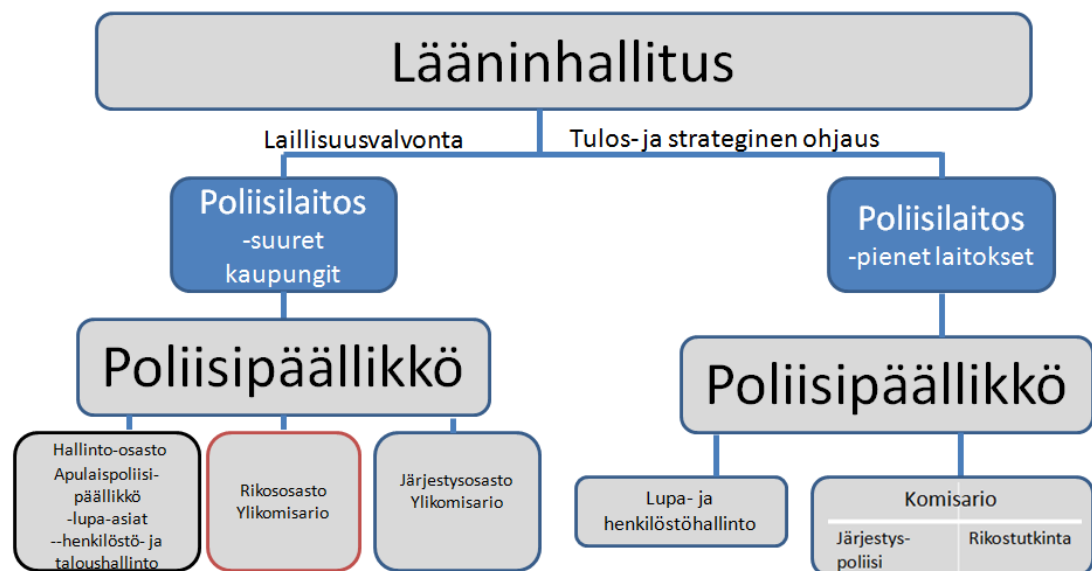 Lääninhallitus
Laillisuusvalvonta
Tulos- ja strateginen ohjaus
Poliisilaitos
-suuret
kaupungit
Poliisilaitos
-pienet laitokset
Poliisipäällikkö
Poliisipäällikkö
Hallinto-osasto
Apulaispoliisi-
päällikkö
-lupa-asiat
--henkilöstö- ja
taloushallinto
Rikososasto
Ylikomisario
Järjestysosasto
Ylikomisario
Lupa- ja
henkilöstöhallinto
Komisario
Järjestys-
poliisi
Rikostutkinta